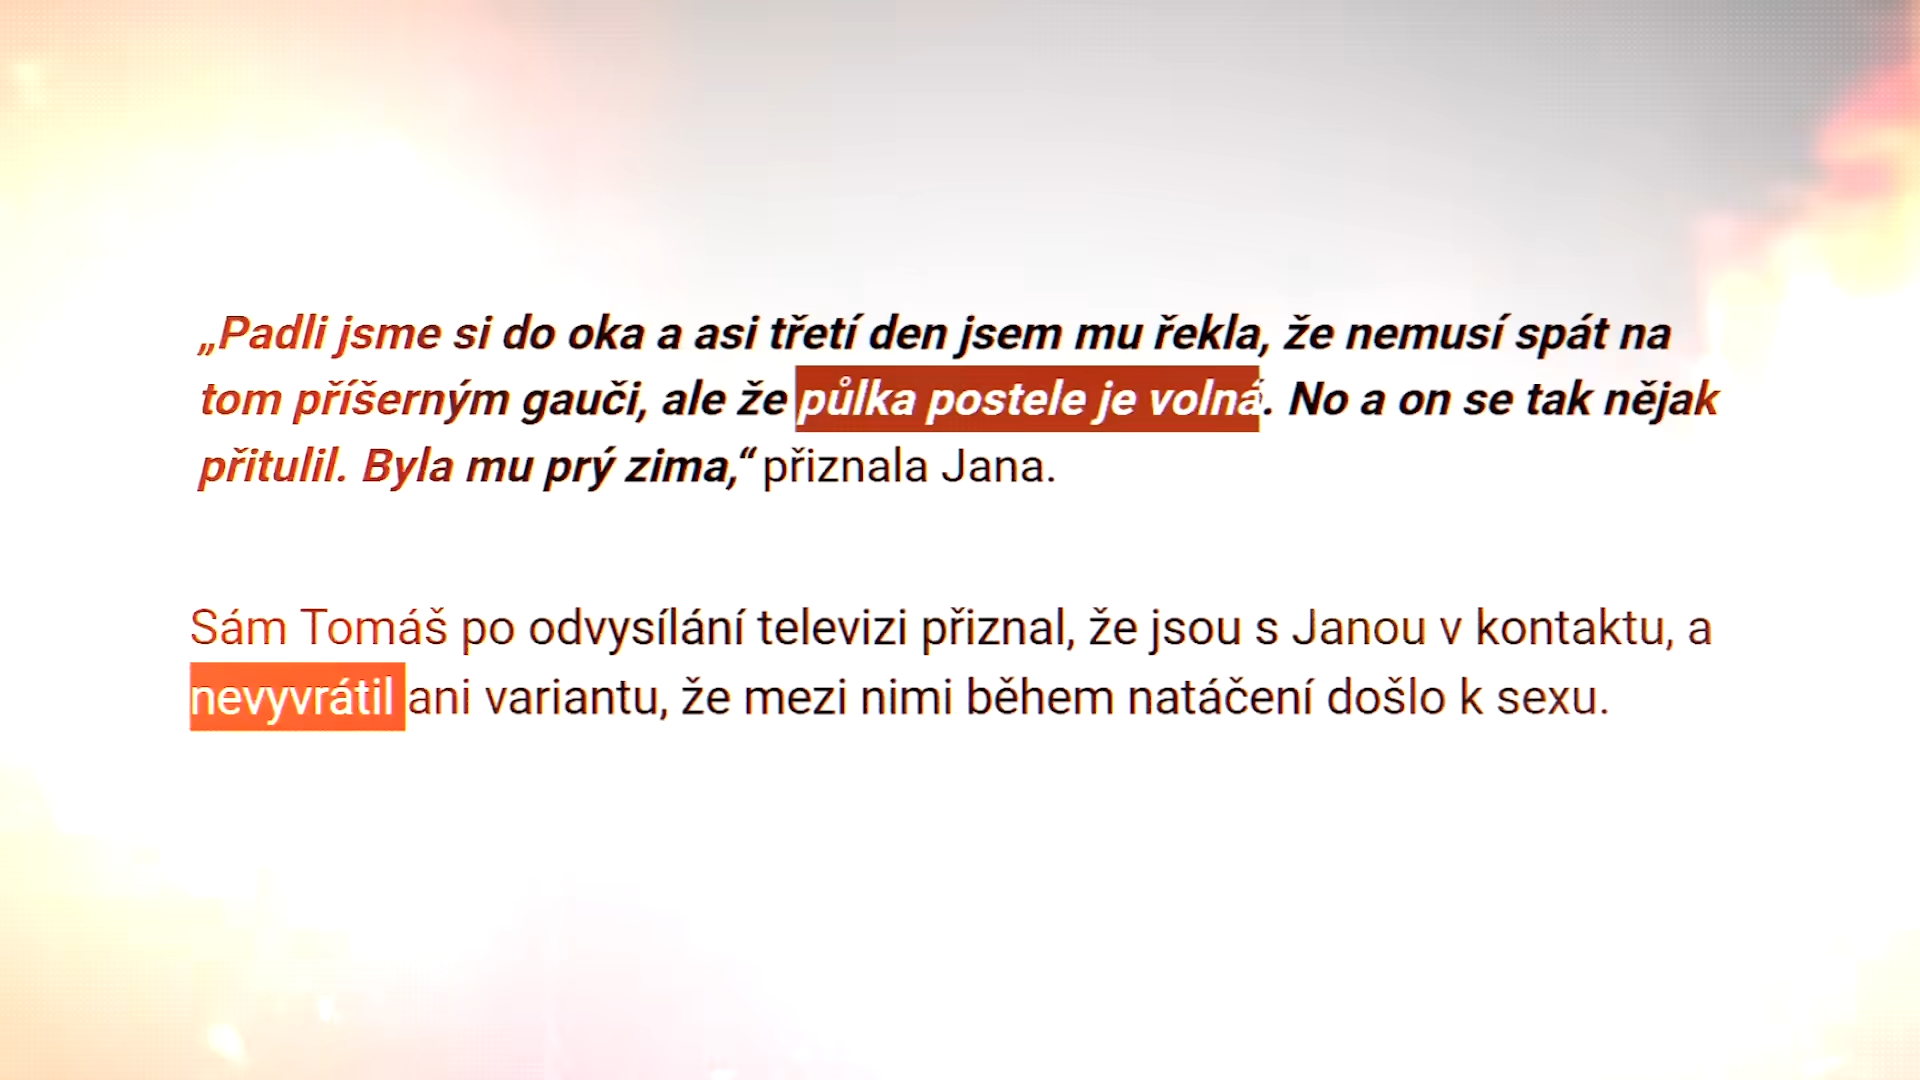 „Padli jsme si do oka a asi třetí den jsem mu řekla, že nemusí spát na
tom příšerným gauči, ale že půlka postele je volná. No a on se tak nějak
přitulil. Byla mu prý zima,“ přiznala Jana.
Sám Tomáš po odvysílání televizi přiznal, že jsou s Janou v kontaktu, a
nevyvrátil ani variantu, že mezi nimi během natáčení došlo k sexu.